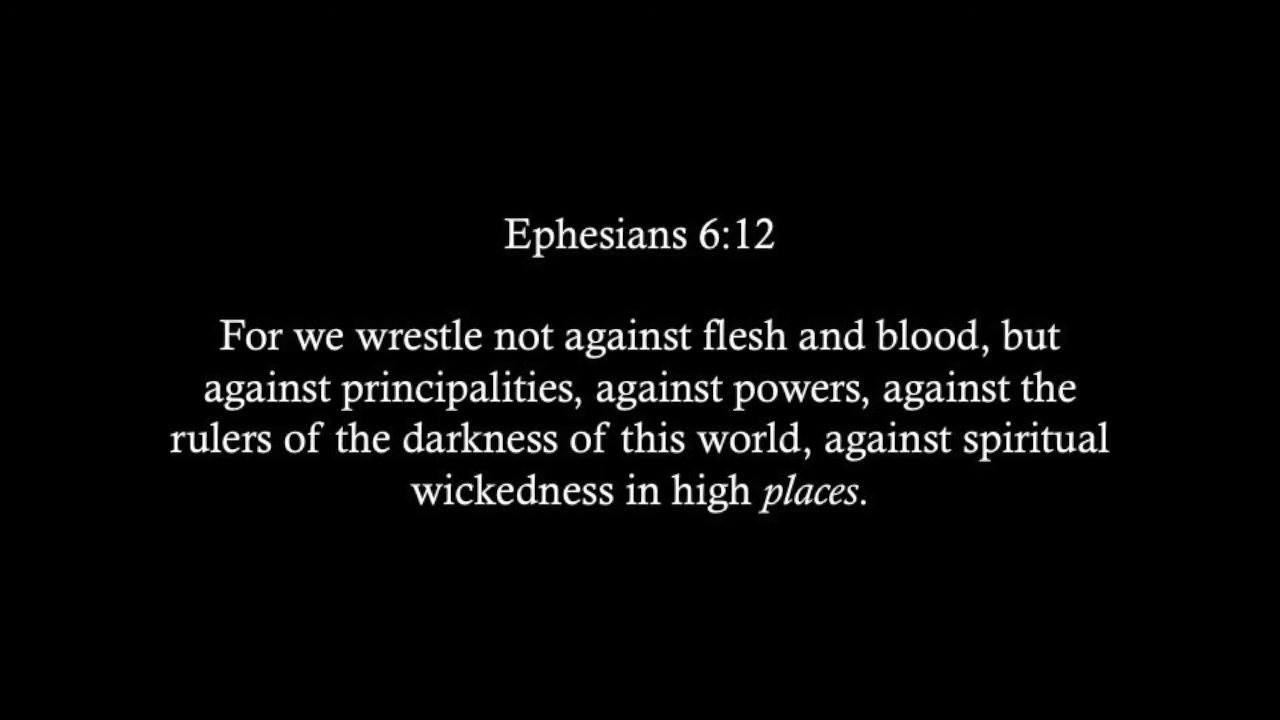 Ephesians 6:12
For we wrestle not against flesh and blood, but
against principalities, against powers, against the
rulers of the darkness of this world, against spiritual
wickedness in high places.